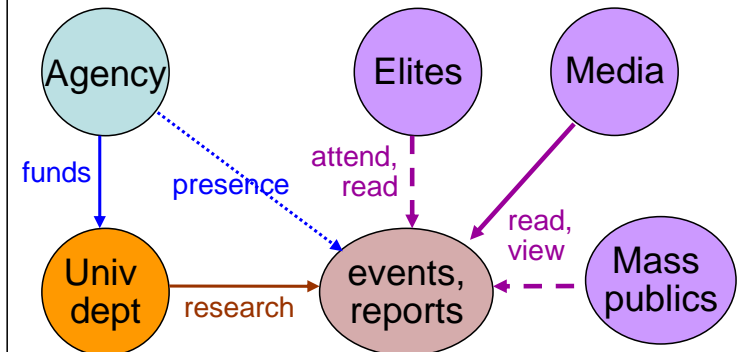 Agency
Elites
Media
funds
presence
attend,
read
read,
view
Univ
dept
research
events,
reports
Mass
publics